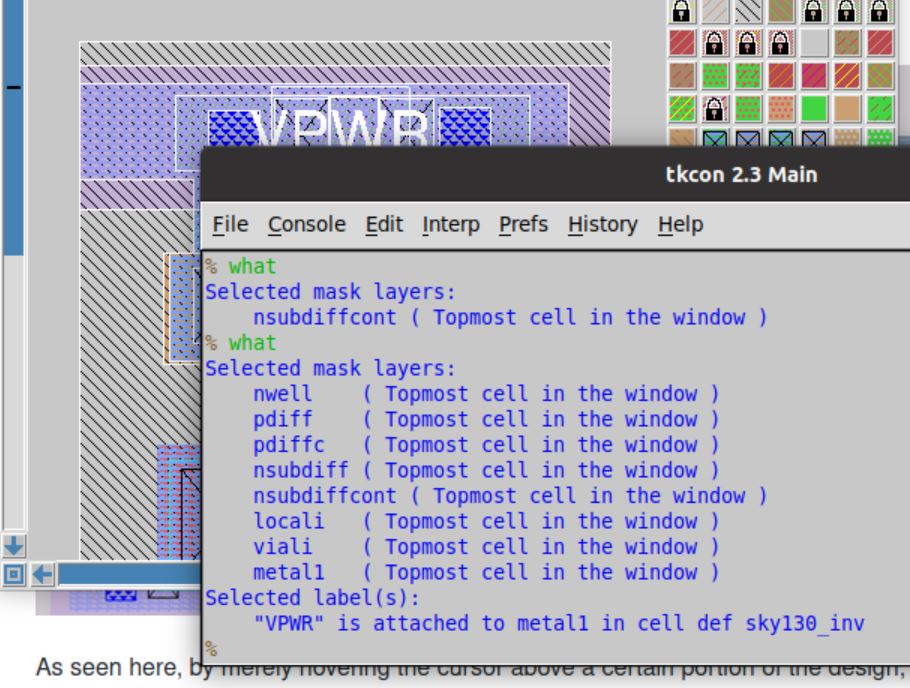 VPWR
tkcon 2.3 Main
File Console Edit Interp Prefs History Help
% what
Selected mask layers:
nsubdiffcont ( Topmost cell in the window )
% what
Selected mask layers:
nwell ( Topmost cell in the window )
pdiff ( Topmost cell in the window )
pdiffc ( Topmost cell in the window )
nsubdiff ( Topmost cell in the window )
nsubdiffcont ( Topmost cell in the window )
locali ( Topmost cell in the window )
viali ( Topmost cell in the window )
metal1 ( Topmost cell in the window )
Selected label(s):
"VPWR" is attached to metal1 in cell def sky130_inv
%
As seen here, by merely hovering the cursor above a certain portion of the design,